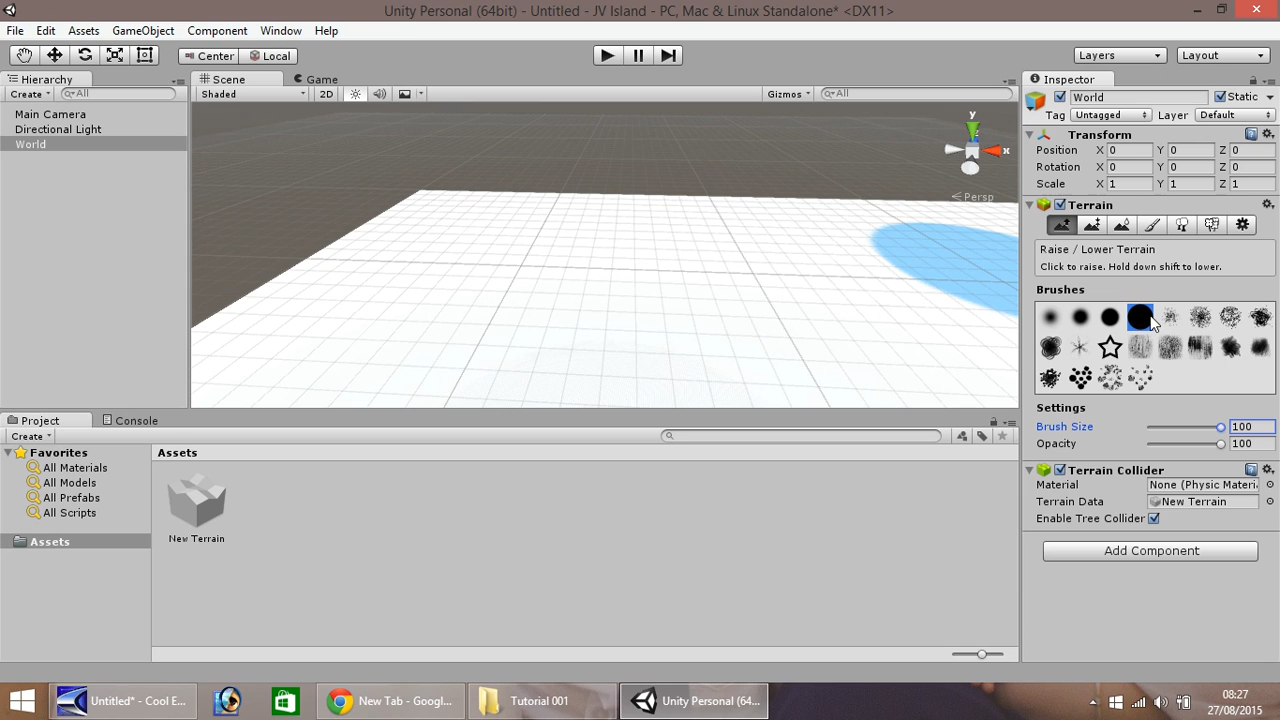 Unity Personal (64bit) - Untitled - JV Island - PC, Mac & Linux Standalone* <DX11>
File Edit Assets GameObject Component Window Help
Center Local Layers Layout
Hierarchy Scene Game Inspector
Create All Shaded 2D Gizmos All World Static
Tag Untagged Layer Default
Main Camera
Directional Light
World
y
x
Persp
Transform
Position X 0 Y 0 Z 0
Rotation X 0 Y 0 Z 0
Scale X 1 Y 1 Z 1
Terrain
Raise / Lower Terrain
Click to raise. Hold down shift to lower.
Brushes
Settings
Brush Size 100
Opacity 100
Terrain Collider
Material None (Physic Materi
Terrain Data New Terrain
Enable Tree Collider
Add Component
Project Console
Create
Favorites
All Materials
All Models
All Prefabs
All Scripts
Assets
Assets
New Terrain
Untitled* - Cool E... New Tab - Googl... Tutorial 001 Unity Personal (64...
08:27
27/08/2015